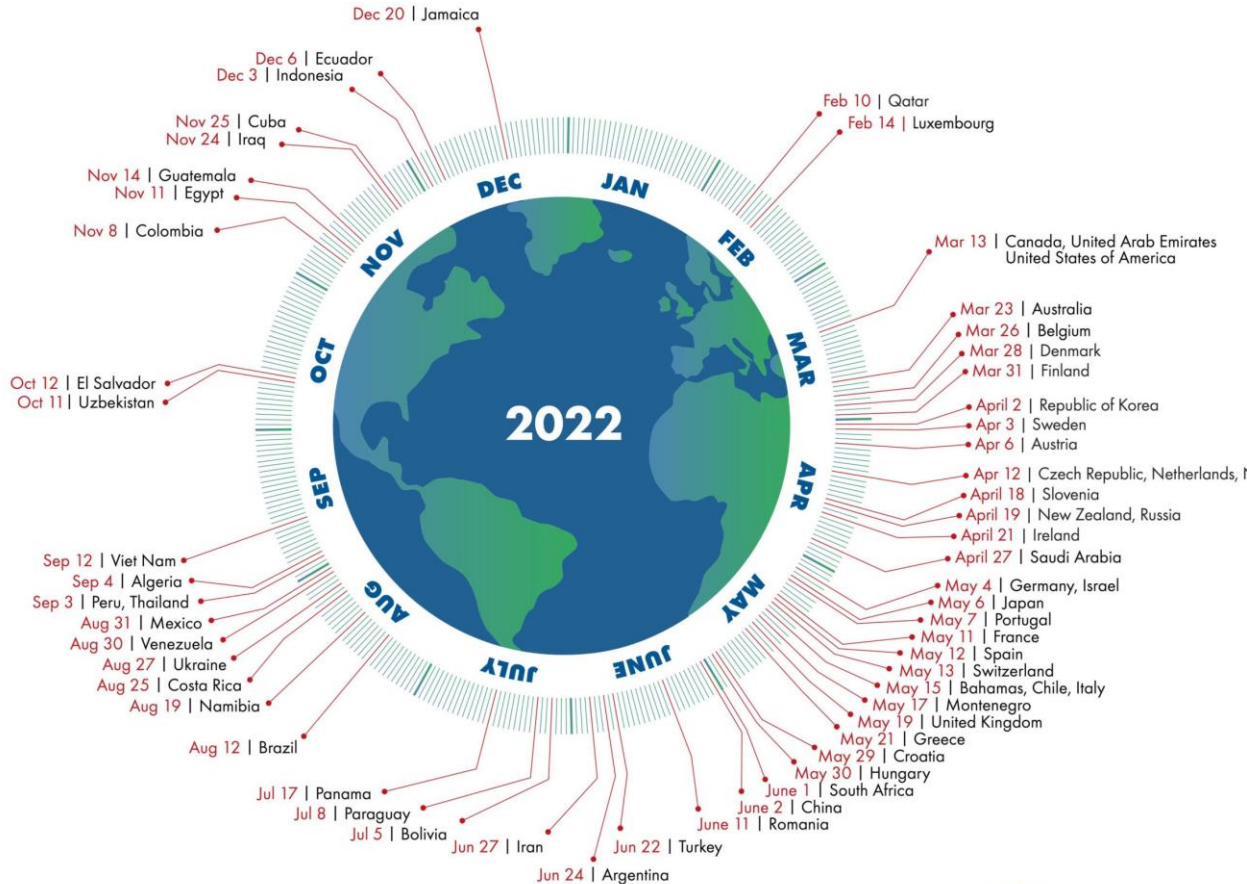 Dec 20 | Jamaica
Dec 6 | Ecuador
Dec 3 | Indonesia
Nov 25 | Cuba
Nov 24 | Iraq
Nov 14 | Guatemala
Nov 11 | Egypt
Nov 8 | Colombia
Oct 12 | El Salvador
Oct 11 | Uzbekistan
Sep 12 | Viet Nam
Sep 4 | Algeria
Sep 3 | Peru, Thailand
Aug 31 | Mexico
Aug 30 | Venezuela
Aug 27 | Ukraine
Aug 25 | Costa Rica
Aug 19 | Namibia
Aug 12 | Brazil
Jul 17 | Panama
Jul 8 | Paraguay
Jul 5 | Bolivia
Jun 27 | Iran
Jun 24 | Argentina
Jun 22 | Turkey
Feb 10 | Qatar
Feb 14 | Luxembourg
Mar 13 | Canada, United Arab Emirates
United States of America
Mar 23 | Australia
Mar 26 | Belgium
Mar 28 | Denmark
Mar 31 | Finland
April 2 | Republic of Korea
Apr 3 | Sweden
Apr 6 | Austria
Apr 12 | Czech Republic, Netherlands,
April 18 | Slovenia
April 19 | New Zealand, Russia
April 21 | Ireland
April 27 | Saudi Arabia
May 4 | Germany, Israel
May 6 | Japan
May 7 | Portugal
May 11 | France
May 12 | Spain
May 13 | Switzerland
May 15 | Bahamas, Chile, Italy
May 17 | Montenegro
May 19 | United Kingdom
May 21 | Greece
May 29 | Croatia
May 30 | Hungary
June 1 | South Africa
June 2 | China
June 11 | Romania
JAN
FEB
MAR
APR
MAY
JUNE
JULY
AUG
SEP
OCT
NOV
DEC
2022